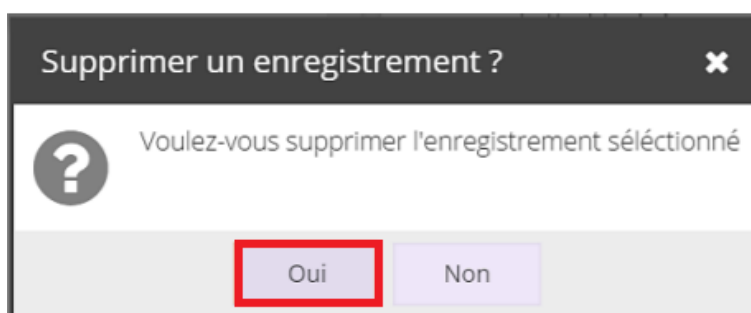 Supprimer un enregistrement ?
Voulez-vous supprimer l'enregistrement séléctionné
Oui
Non